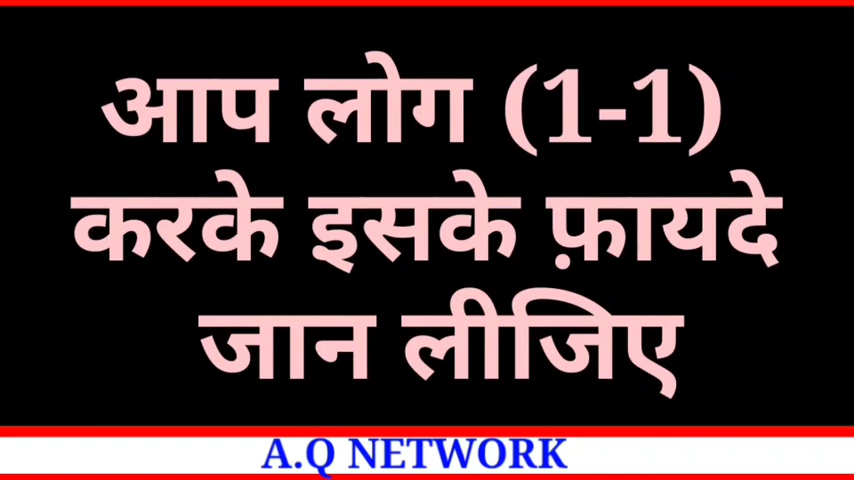 आप लोग (1-1)
करके इसके फ़ायदे
जान लीजिए
A.Q NETWORK